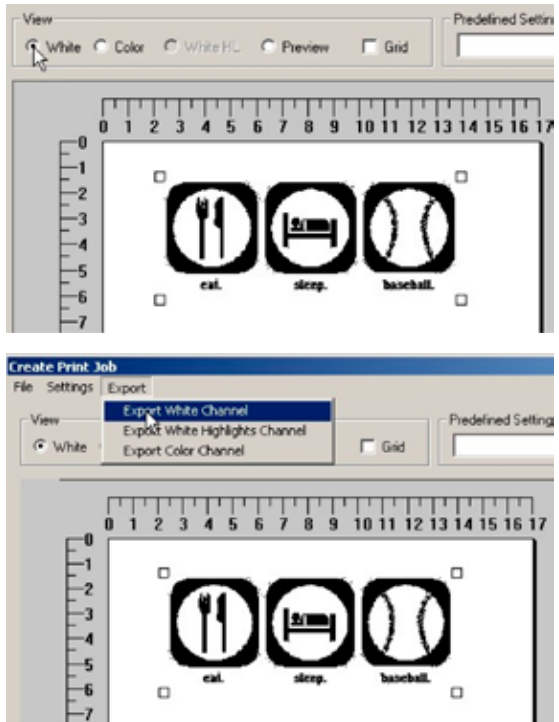 View
Predefined Setting
White Color White HL Preview Grid
0 1 2 3 4 5 6 7 8 9 10 11 12 13 14 15 16 17
0
1
2
3
4
5
6
7
eat. sleep. baseball.
Create Print Job
File Settings Export
Export White Channel
Export White Highlights Channel
Export Color Channel
View
Predefined Setting
White Grid
0 1 2 3 4 5 6 7 8 9 10 11 12 13 14 15 16 17
0
1
2
3
4
5
6
7
eat. sleep. baseball.